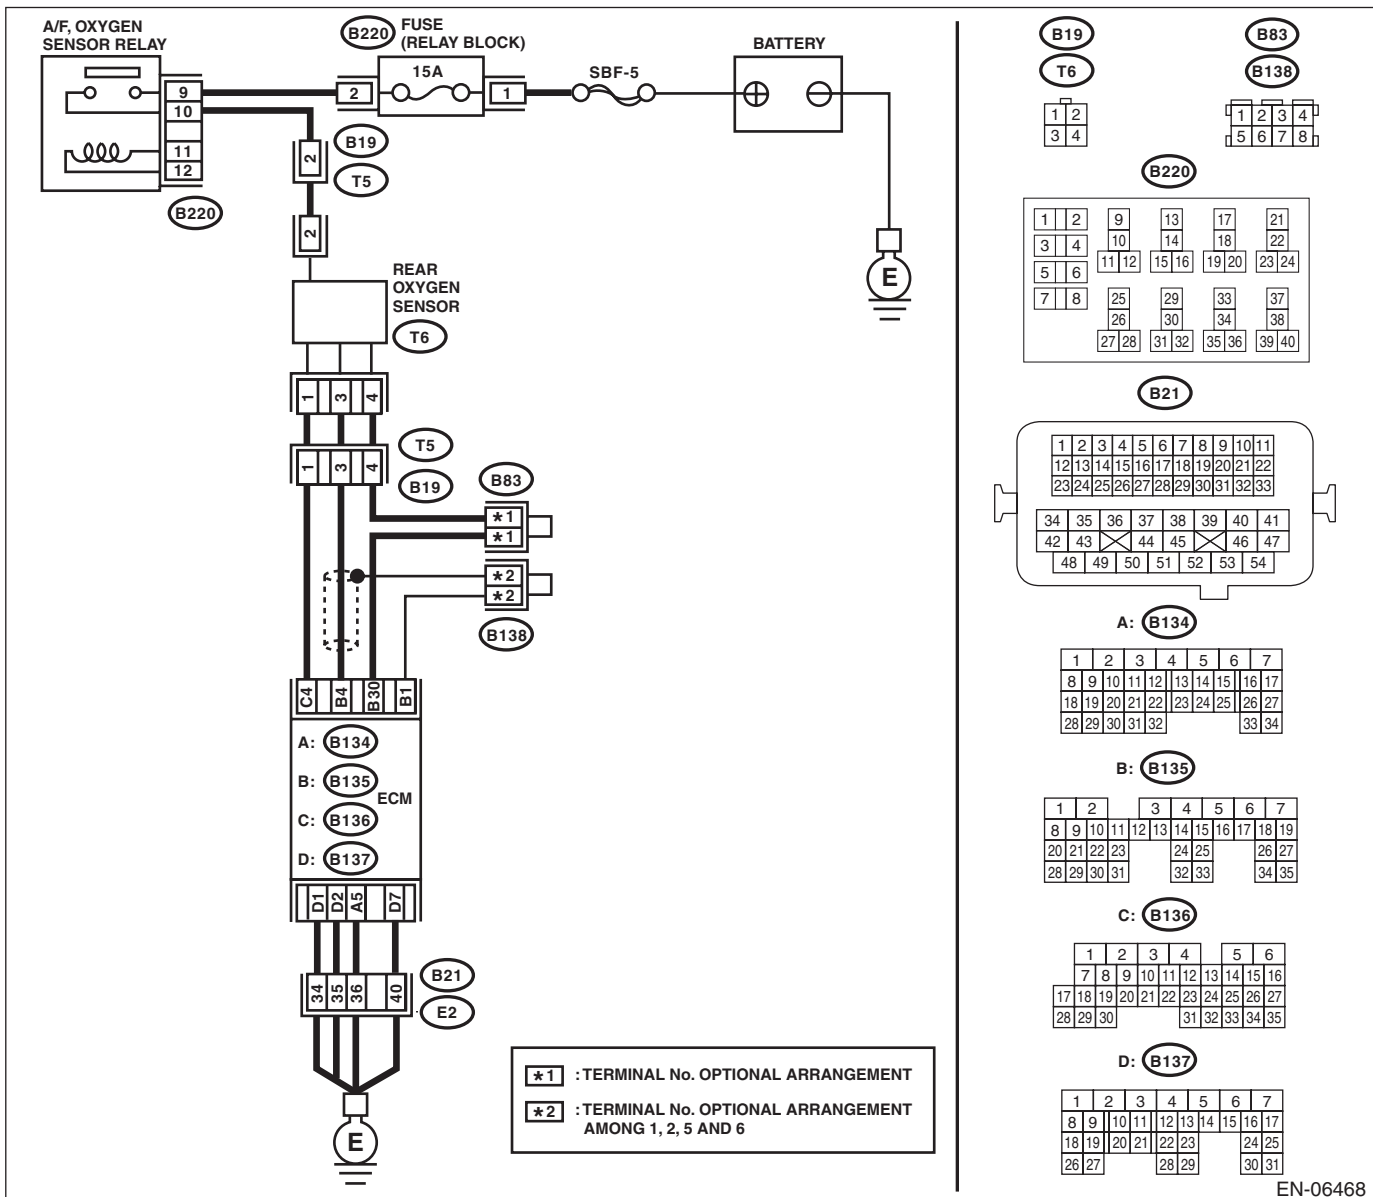 A/F, OXYGEN
SENSOR RELAY
9
10
11
12
B220
B220
FUSE
(RELAY BLOCK)
15A
2
1
SBF-5
BATTERY
E
2
B19
T5
2
REAR
OXYGEN
SENSOR
T6
1 3 4
T5
1 3 4
B19
B83
*1
*1
*2
*2
B138
C4 B4 B30 B1
A: B134
B: B135
ECM
C: B136
D: B137
D1 D2 A5 D7
B21
34 35 36 40
E2
E
*1 : TERMINAL No. OPTIONAL ARRANGEMENT
*2 : TERMINAL No. OPTIONAL ARRANGEMENT
AMONG 1, 2, 5 AND 6
B19
T6
1 2
3 4
B83
B138
1 2 3 4
5 6 7 8
B220
1 2 9 13 17 21
3 4 10 14 18 22
11 12 15 16 19 20 23 24
5 6
7 8 25 29 33 37
26 30 34 38
27 28 31 32 35 36 39 40
B21
1 2 3 4 5 6 7 8 9 10 11
12 13 14 15 16 17 18 19 20 21 22
23 24 25 26 27 28 29 30 31 32 33
34 35 36 37 38 39 40 41
42 43 44 45 46 47
48 49 50 51 52 53 54
A: B134
1 2 3 4 5 6 7
8 9 10 11 12 13 14 15 16 17
18 19 20 21 22 23 24 25 26 27
28 29 30 31 32 33 34
B: B135
1 2 3 4 5 6 7
8 9 10 11 12 13 14 15 16 17 18 19
20 21 22 23 24 25 26 27
28 29 30 31 32 33 34 35
C: B136
1 2 3 4 5 6
7 8 9 10 11 12 13 14 15 16
17 18 19 20 21 22 23 24 25 26 27
28 29 30 31 32 33 34 35
D: B137
1 2 3 4 5 6 7
8 9 10 11 12 13 14 15 16 17
18 19 20 21 22 23 24 25
26 27 28 29 30 31
EN-06468